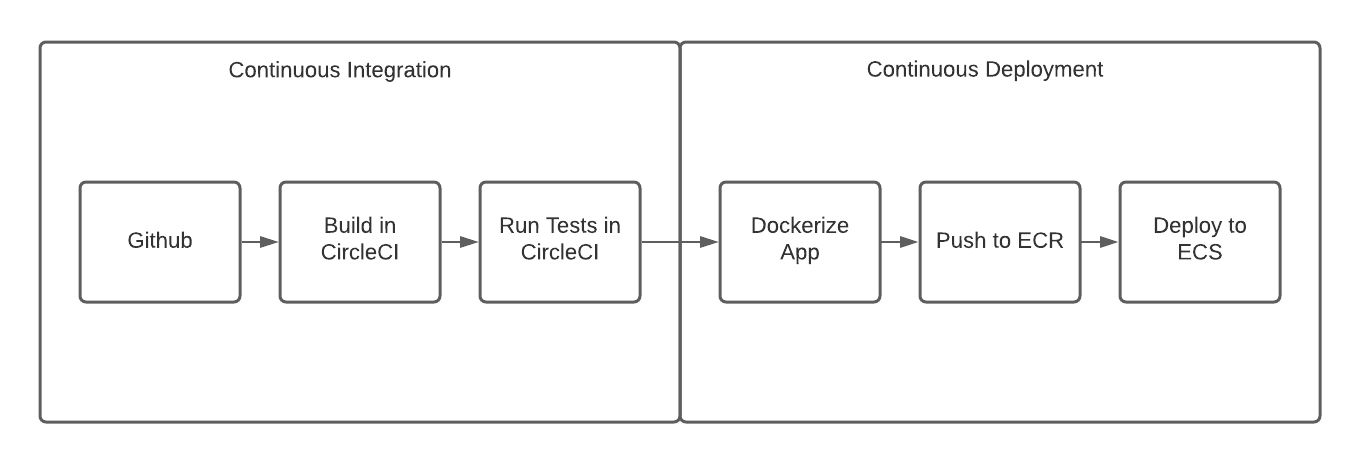 Continuous Integration
Continuous Deployment
Github
Build in
CircleCI
Run Tests in
CircleCI
Dockerize
App
Push to ECR
Deploy to
ECS